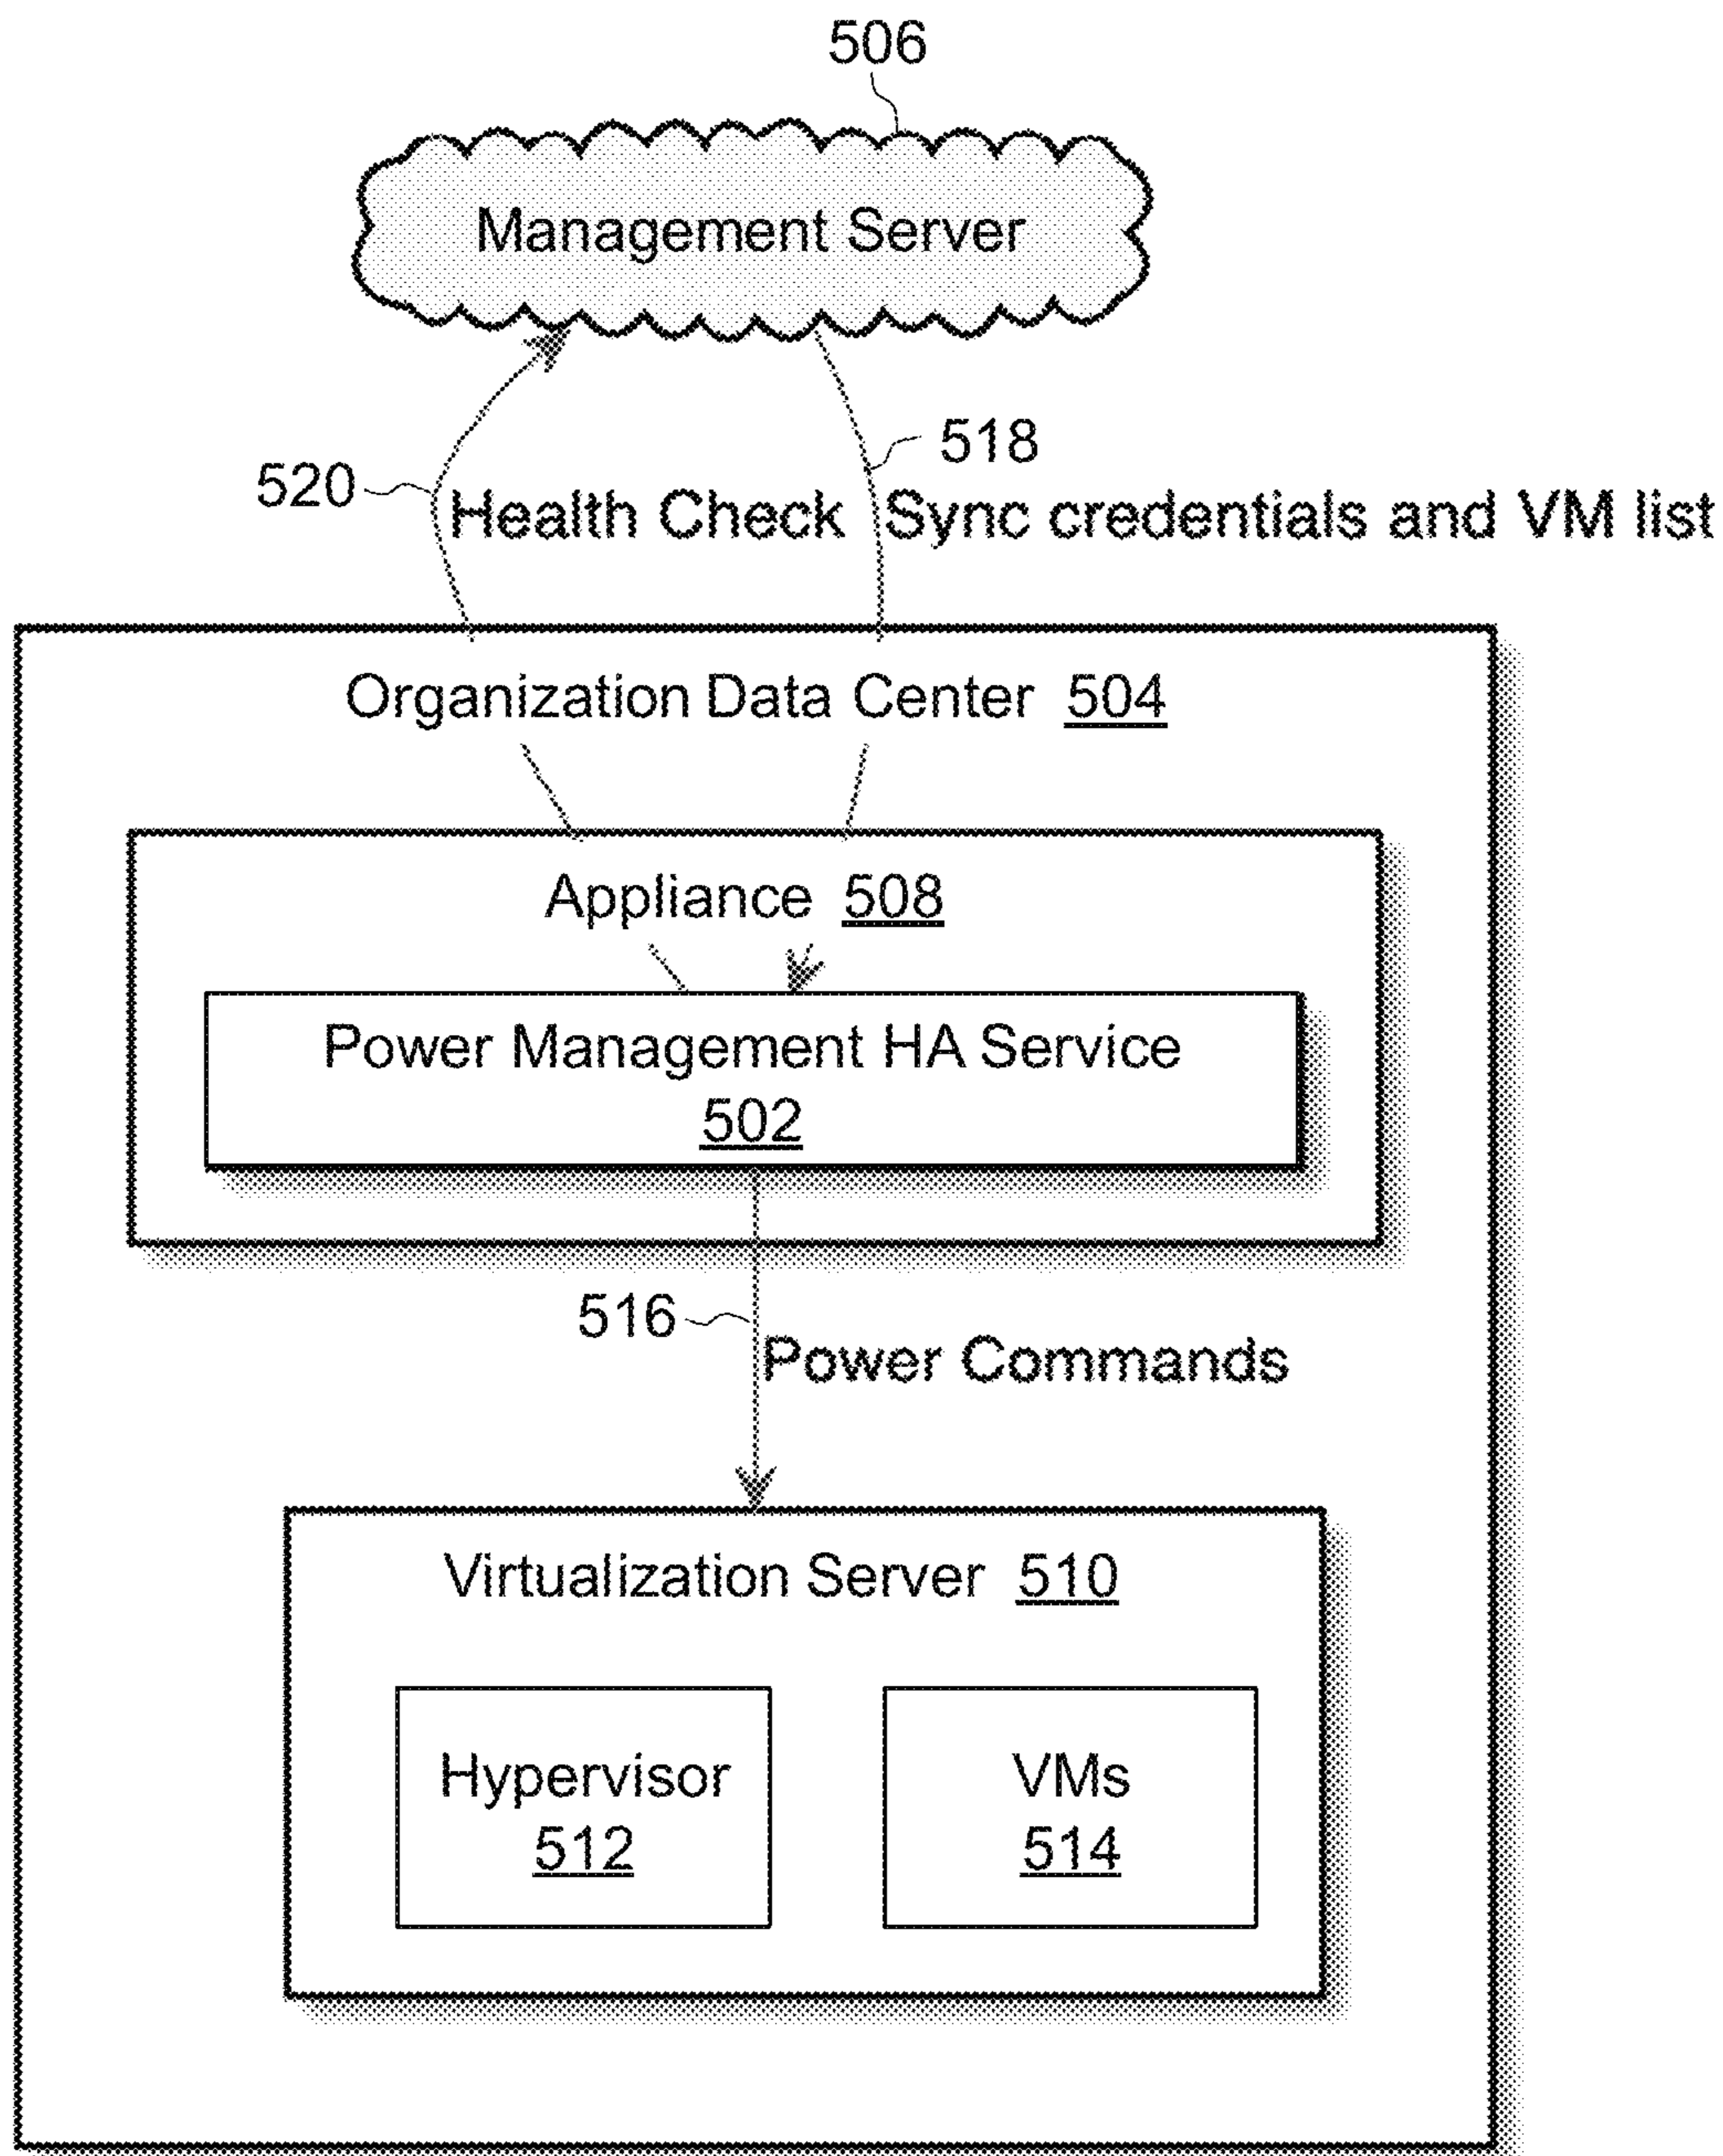 506
Management Server
518
520
Health Check
Sync credentials and VM list
Organization Data Center 504
Appliance 508
Power Management HA Service
502
516
Power Commands
Virtualization Server 510
Hypervisor
512
VMs
514